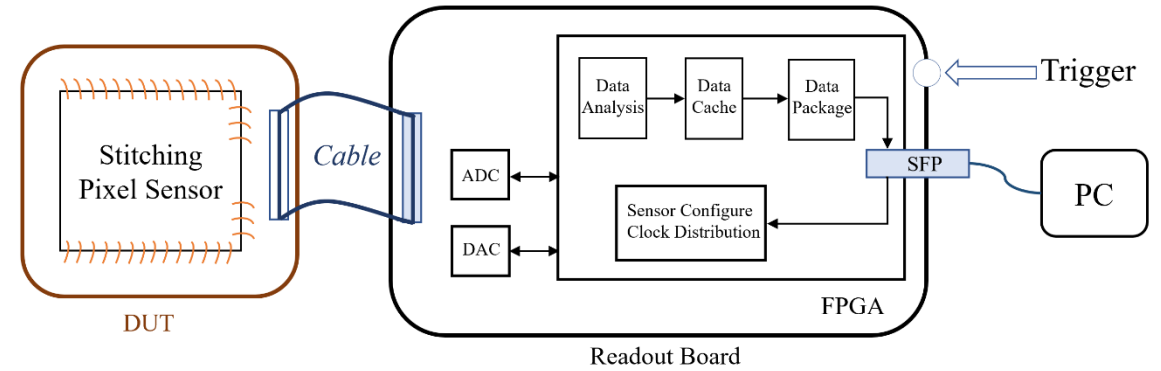 Stitching
Pixel Sensor
DUT
Cable
ADC
DAC
Data
Analysis
Data
Cache
Data
Package
Sensor Configure
Clock Distribution
FPGA
Readout Board
SFP
Trigger
PC